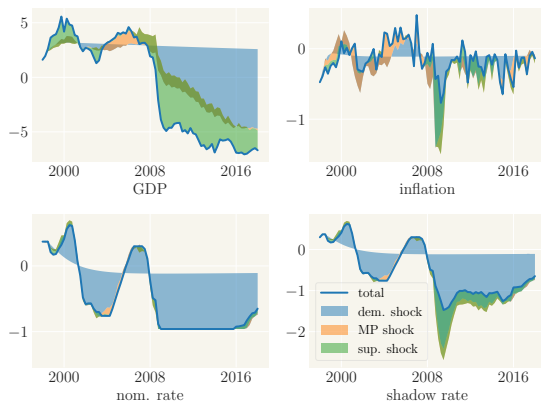 5
0
−5
2000 2008 2016
GDP
0
−1
2000 2008 2016
inflation
0
−1
2000 2008 2016
nom. rate
0
−1
−2
total
dem. shock
MP shock
sup. shock
2000 2008 2016
shadow rate